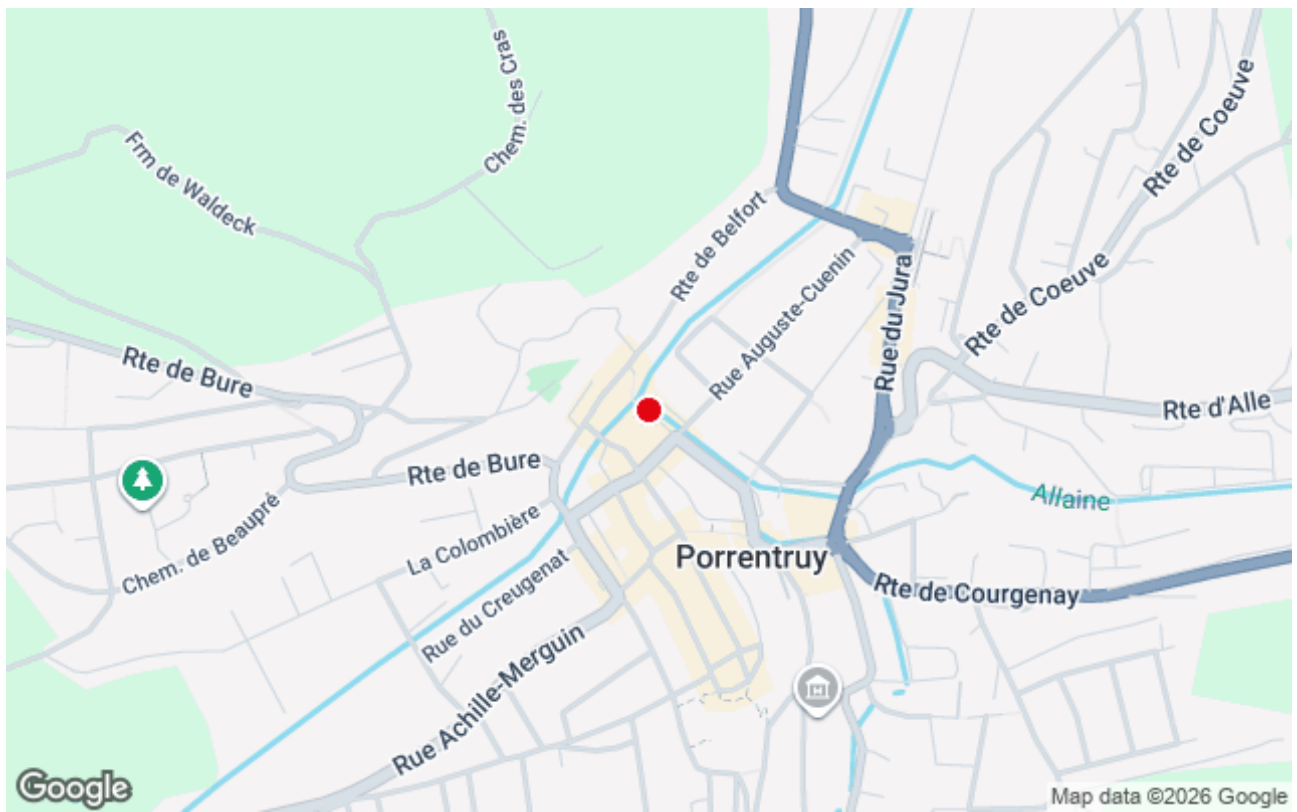 Chem. des Cras
Frm de Waldeck
Rte de Coeuve
Rte de Belfort
Rue Auguste-Cuenin
Rue du Jura
Rte de Coeuve
Rte de Bure
Rte d'Alle
Rte de Bure
Allaine
Chem. de Beaupré
La Colombière
Porrentruy
Rue du Creugenat
Rte de Courgenay
Rue Achille-Merguin
Google
Map data ©2026 Google